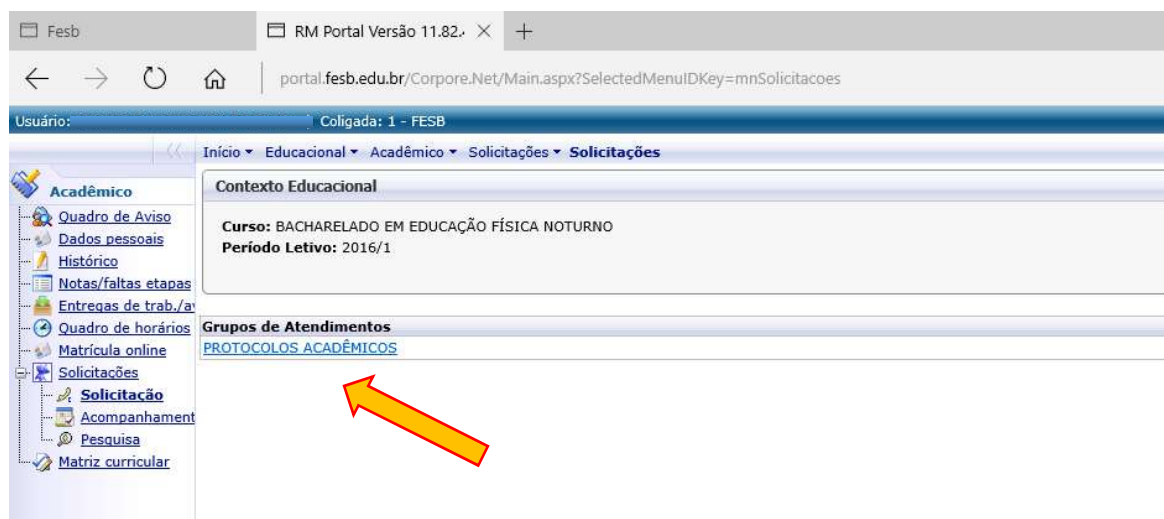 Fesb
RM Portal Versão 11.82.
portal.fesb.edu.br/Corpore.Net/Main.aspx?SelectedMenuIDKey=mnSolicitacoes
Usuário: Coligada: 1 - FESB
Início Educacional Acadêmico Solicitações Solicitações
Acadêmico
Quadro de Aviso
Dados pessoais
Histórico
Notas/faltas etapas
Entregas de trab./a
Quadro de horários
Matrícula online
Solicitações
Solicitação
Acompanhament
Pesquisa
Matriz curricular
Contexto Educacional
Curso: BACHARELADO EM EDUCAÇÃO FÍSICA NOTURNO
Período Letivo: 2016/1
Grupos de Atendimentos
PROTOCOLOS ACADÊMICOS